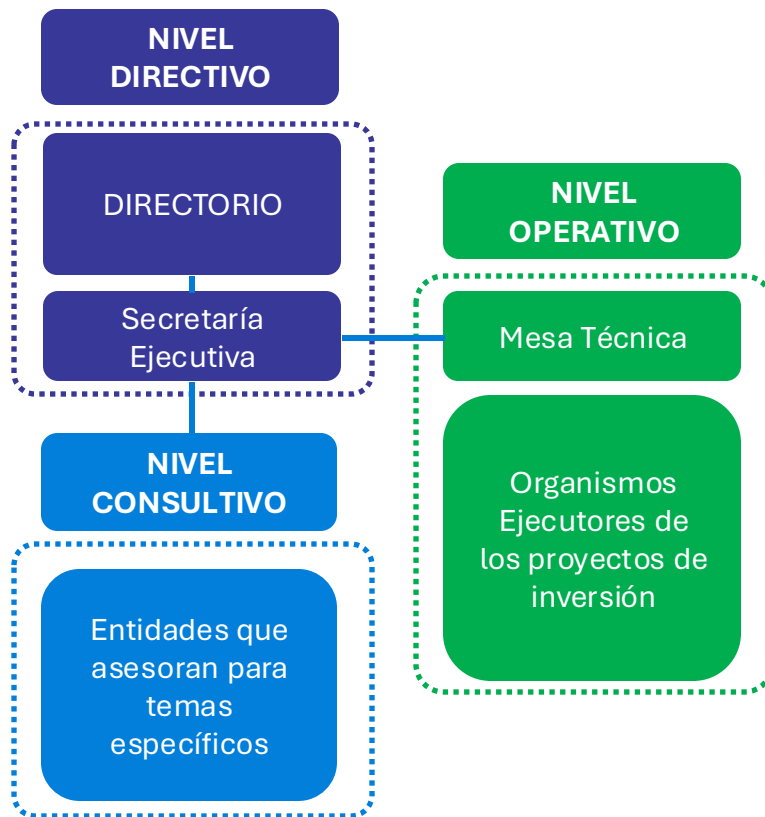 NIVEL
DIRECTIVO
DIRECTORIO
Secretaría
Ejecutiva
NIVEL
CONSULTIVO
Entidades que
asesoran para
temas
específicos
NIVEL
OPERATIVO
Mesa Técnica
Organismos
Ejecutores de
los proyectos de
inversión